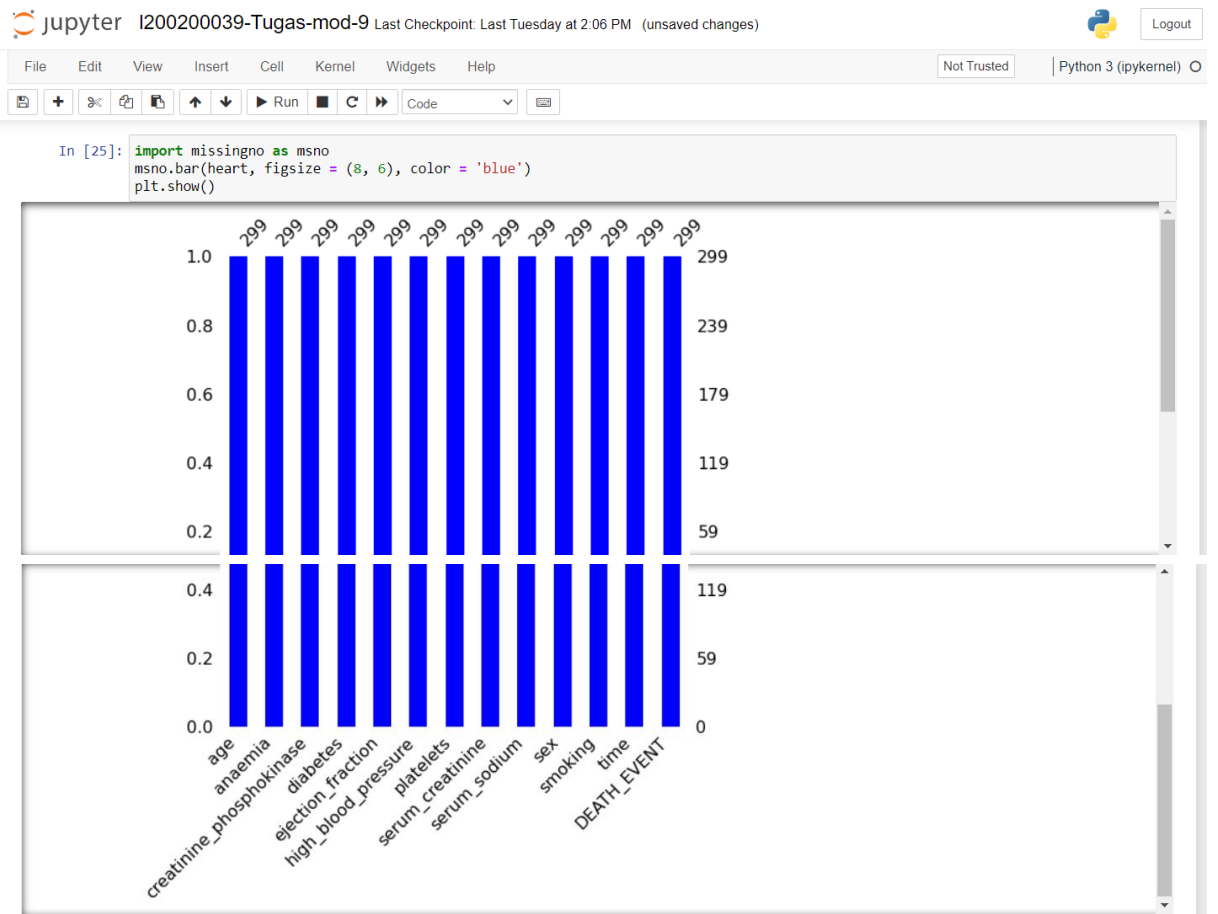 jupyter l200200039-Tugas-mod-9 Last Checkpoint: Last Tuesday at 2:06 PM (unsaved changes) Logout
File Edit View Insert Cell Kernel Widgets Help Not Trusted Python 3 (ipykernel)
Run Code
In [25]: import missingno as msno
msno.bar(heart, figsize = (8, 6), color = 'blue')
plt.show()
299 299 299 299 299 299 299 299 299 299 299 299 299
1.0 299
0.8 239
0.6 179
0.4 119
0.2 59
0.4 119
0.2 59
0.0 0
age
anaemia
creatinine_phosphokinase
diabetes
ejection_fraction
high_blood_pressure
platelets
serum_creatinine
serum_sodium
sex
smoking
time
DEATH_EVENT